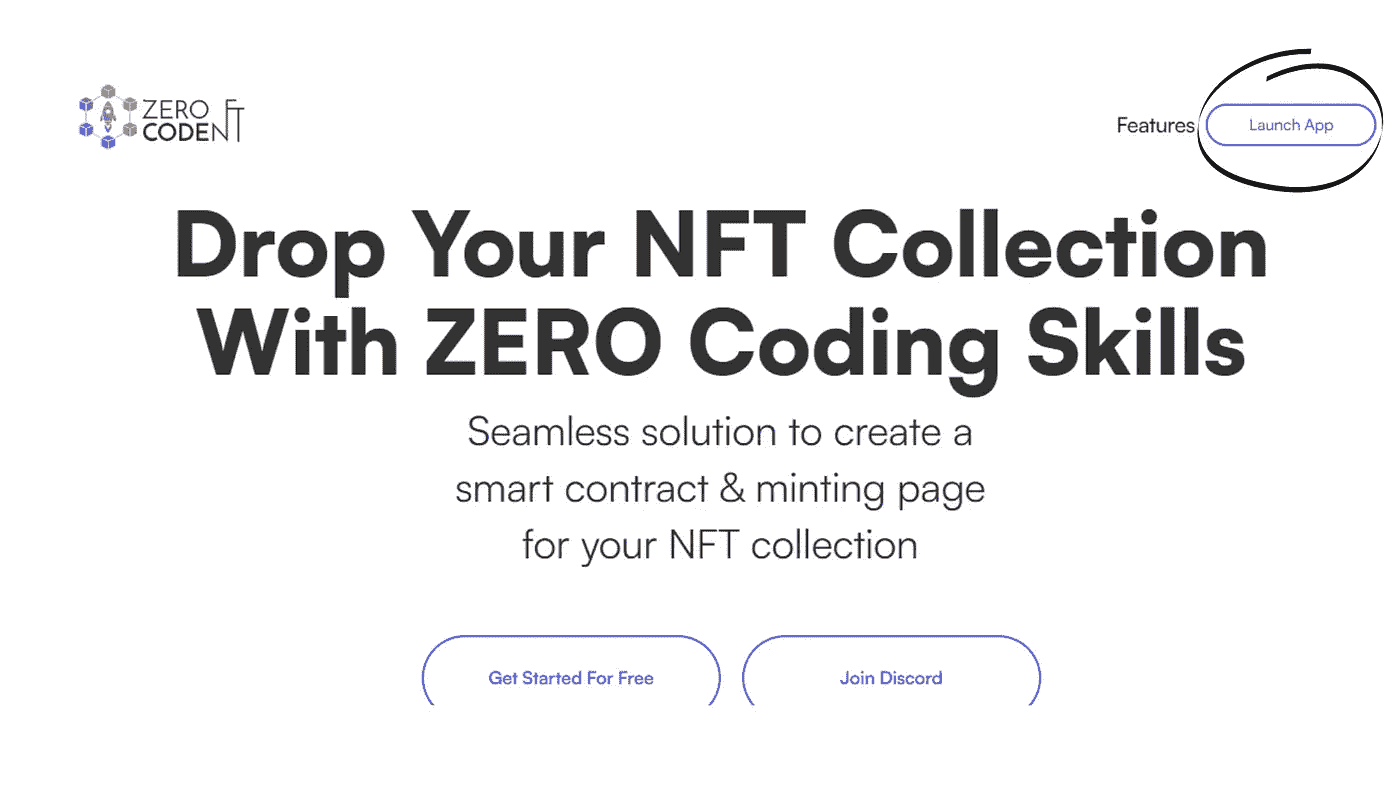 ZERO
CODENFT
Features
Launch App
Drop Your NFT Collection
With ZERO Coding Skills
Seamless solution to create a
smart contract & minting page
for your NFT collection
Get Started For Free
Join Discord